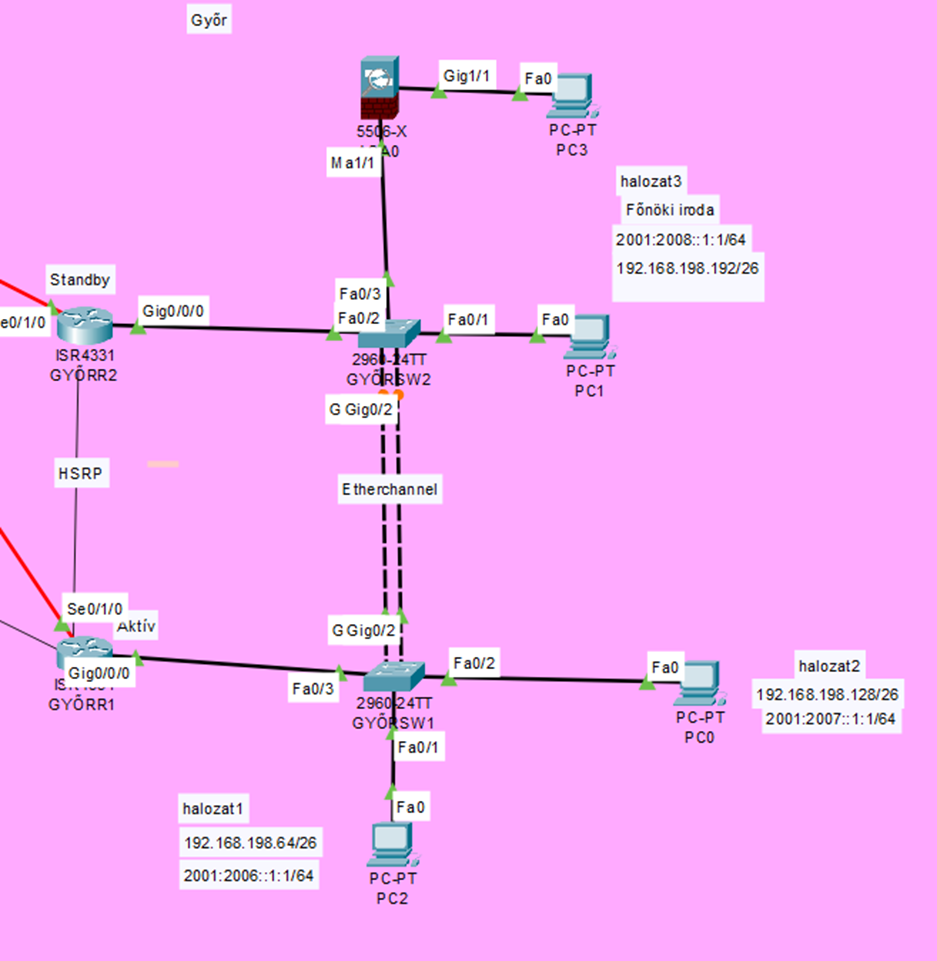 Győr
Gig1/1
Fa0
5506-X
PC-PT
PC3
Ma1/1
halozat3
Főnöki iroda
2001:2008::1:1/64
192.168.198.192/26
Standby
Fa0/3
e0/1/0
Gig0/0/0
Fa0/2
Fa0/1
Fa0
ISR4331
GYŐRR2
2960-24TT
GYŐRSW2
PC-PT
PC1
G Gig0/2
HSRP
Etherchannel
Se0/1/0
Aktív
G Gig0/2
Gig0/0/0
Fa0/3
Fa0/2
Fa0
halozat2
192.168.198.128/26
2001:2007::1:1/64
GYŐRR1
2960-24TT
GYŐRSW1
PC-PT
PC0
Fa0/1
halozat1
192.168.198.64/26
2001:2006::1:1/64
Fa0
PC-PT
PC2